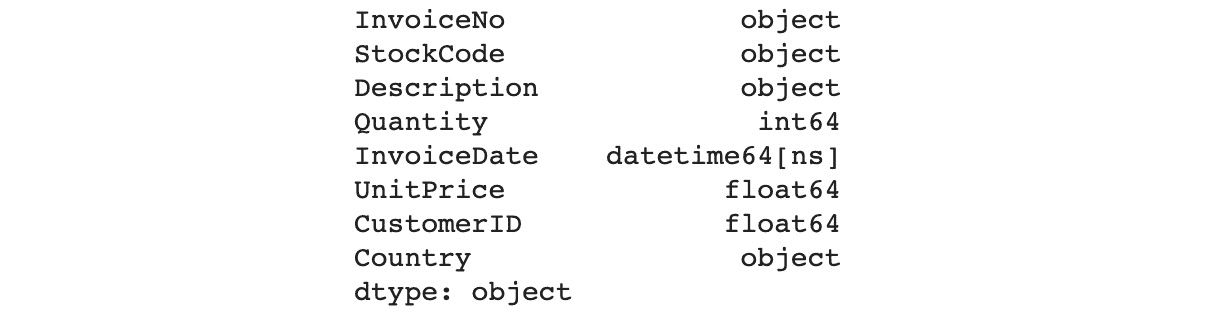 InvoiceNo object
StockCode object
Description object
Quantity int64
InvoiceDate datetime64[ns]
UnitPrice float64
CustomerID float64
Country object
dtype: object